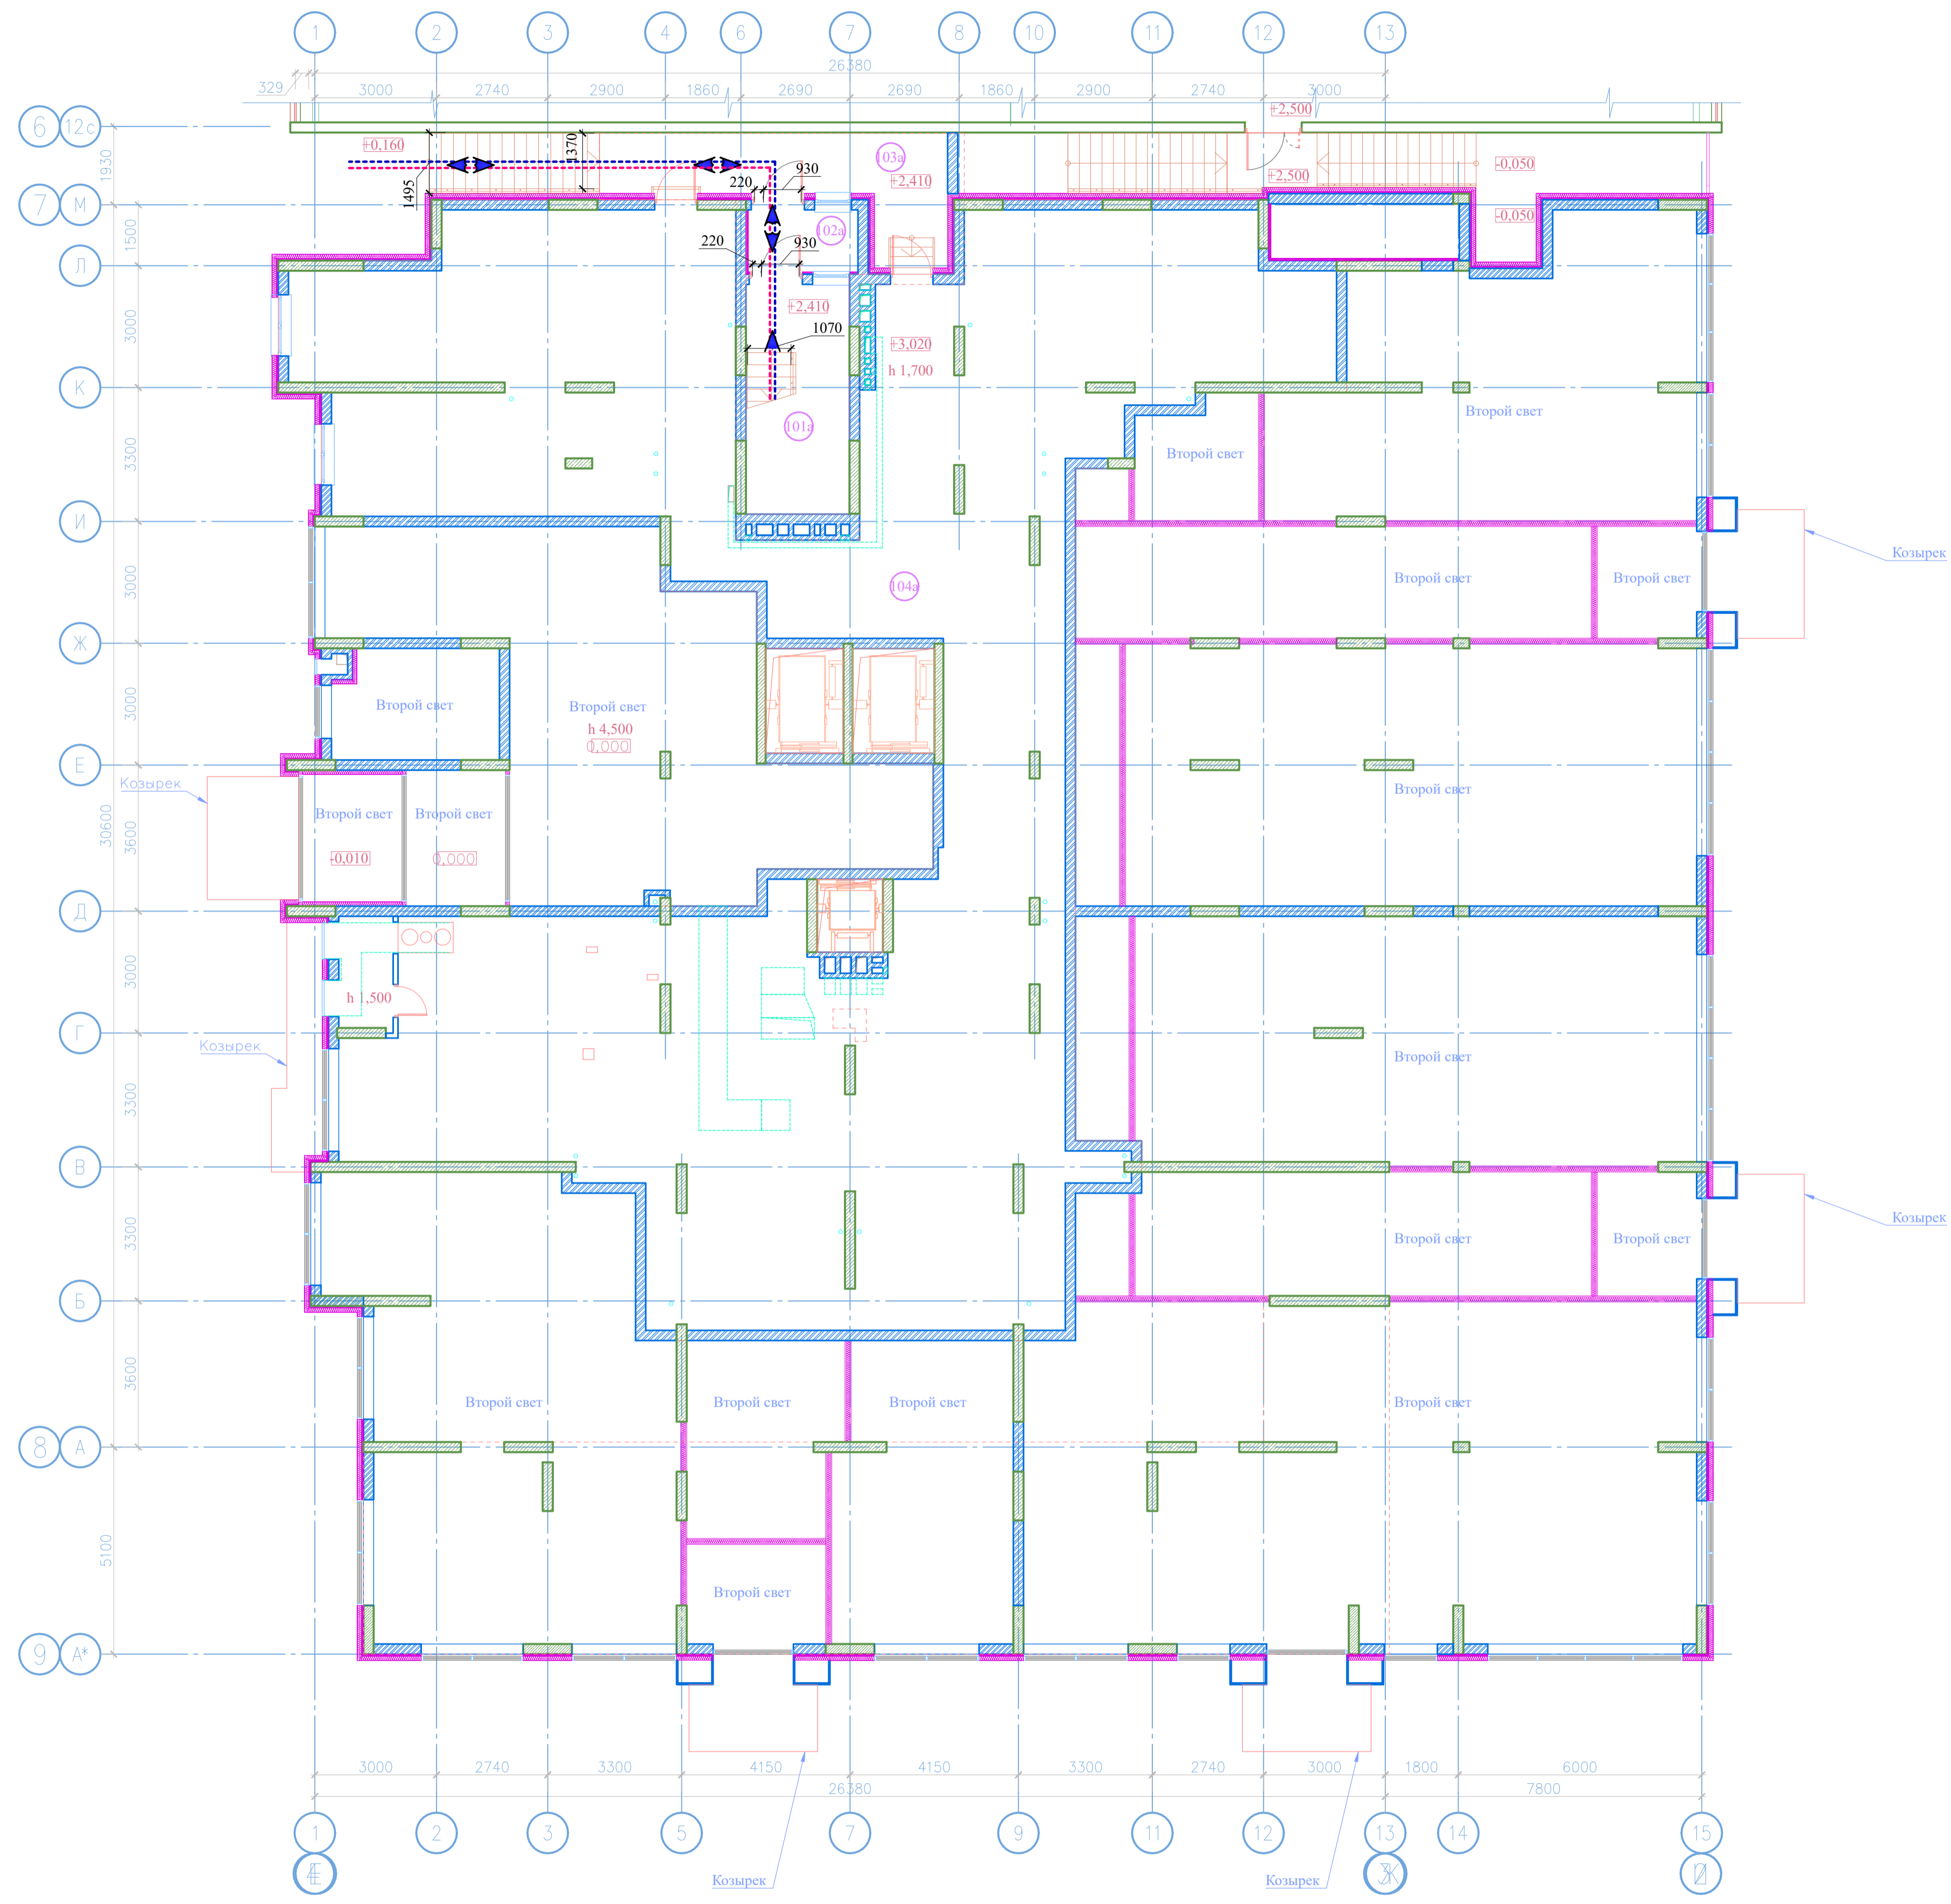 1 2 3 4 6 7 8 10 11 12 13
26380
329 3000 2740 2900 1860 2690 2690 1860 2900 2740 3000
+2,500
6 12с
+0,160
1370
1930
103а
-0,050
930
+2,500
220
+2,410
1495
7 М
-0,050
102а
1500
220 930
Л
+2,410
3000
1070
+3,020
h 1,700
К
Второй свет
101а
3300
Второй свет
И
Козырек
3000
Второй свет
Второй свет
104а
Ж
3000
Второй свет
Второй свет
h 4,500
0,000
Е
Козырек
Второй свет
30600
3600
Второй свет
Второй свет
-0,010
0,000
Д
3000
h 1,500
Г
Козырек
Второй свет
3300
В
Козырек
3300
Второй свет
Второй свет
Б
3600
Второй свет
Второй свет
Второй свет
Второй свет
8 А
5100
Второй свет
9 А*
3000 2740 3300 4150 4150 3300 2740 3000 1800 6000
26380
7800
1 2 3 5 7 9 11 12 13 14 15
Козырек
Козырек